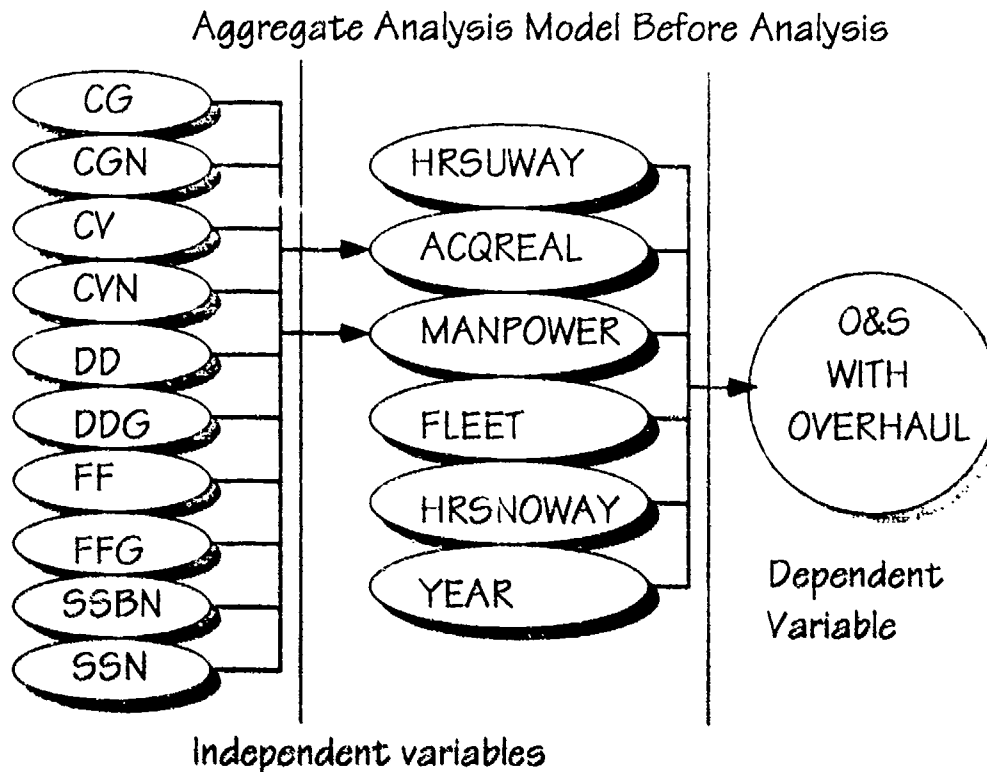 Aggregate Analysis Model Before Analysis
CG
CGN
CV
CVN
DD
DDG
FF
FFG
SSBN
SSN
HRSUWAY
ACQREAL
MANPOWER
FLEET
HRSNOWAY
YEAR
O&S
WITH
OVERHAUL
Dependent
Variable
Independent variables